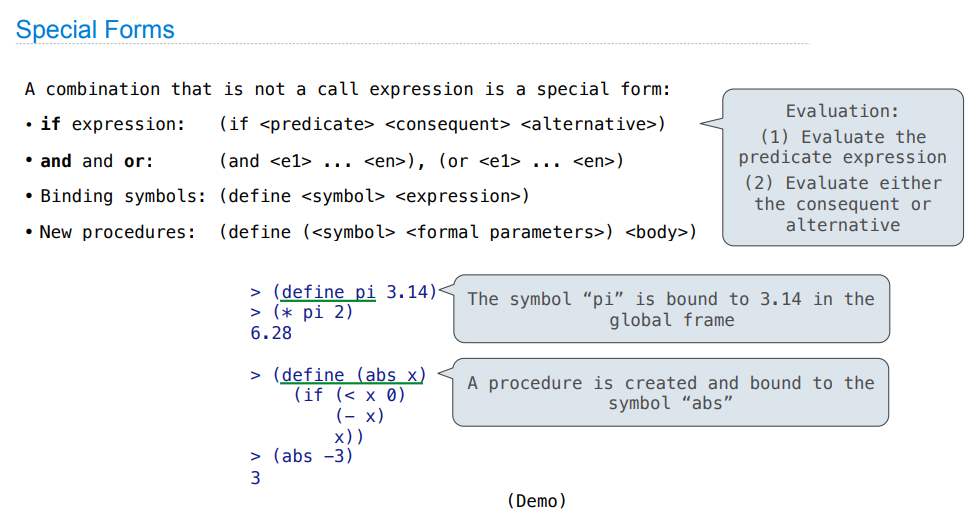 Special Forms
A combination that is not a call expression is a special form:
• if expression: (if <predicate> <consequent> <alternative>)
• and and or: (and <e1> ... <en>), (or <e1> ... <en>)
• Binding symbols: (define <symbol> <expression>)
• New procedures: (define (<symbol> <formal parameters>) <body>)
Evaluation:
(1) Evaluate the
predicate expression
(2) Evaluate either
the consequent or
alternative
> (define pi 3.14)
> (* pi 2)
6.28
The symbol “pi” is bound to 3.14 in the
global frame
> (define (abs x)
(if (< x 0)
(- x)
x))
> (abs -3)
3
A procedure is created and bound to the
symbol “abs”
(Demo)